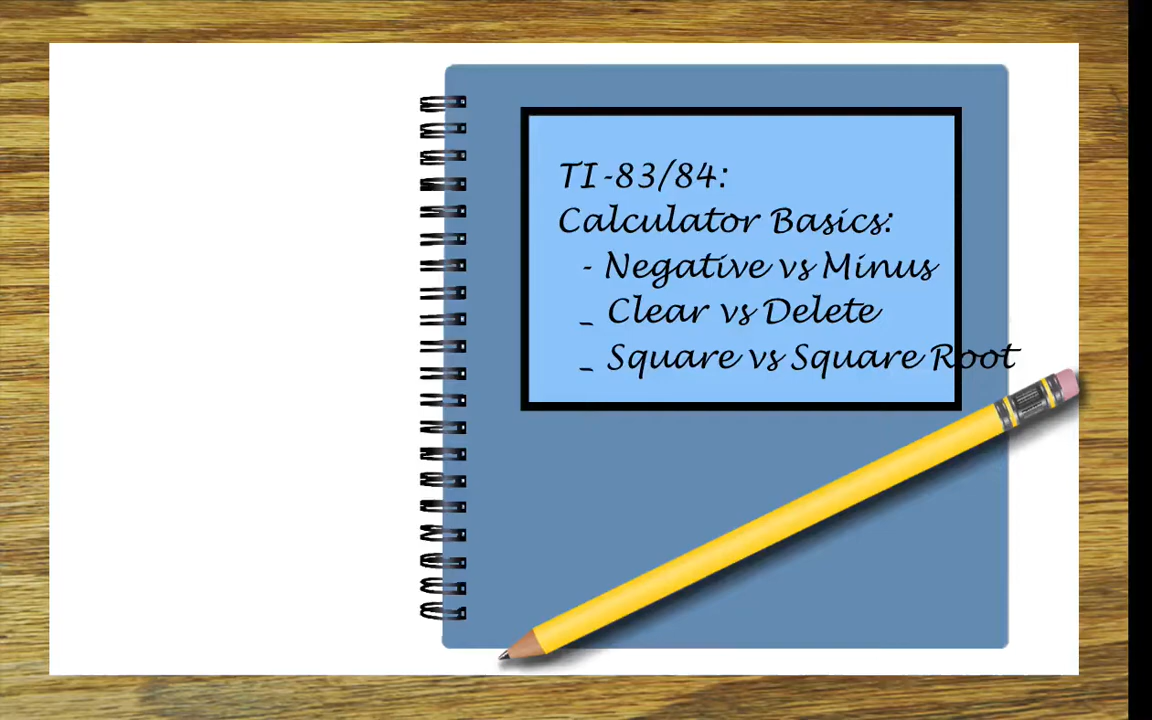 TI-83/84:
Calculator Basics:
- Negative vs Minus
_ Clear vs Delete
_ Square vs Square Root